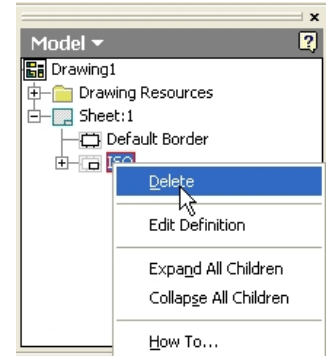 Model
Drawing1
Drawing Resources
Sheet:1
Default Border
ISO
Delete
Edit Definition
Expand All Children
Collapse All Children
How To...